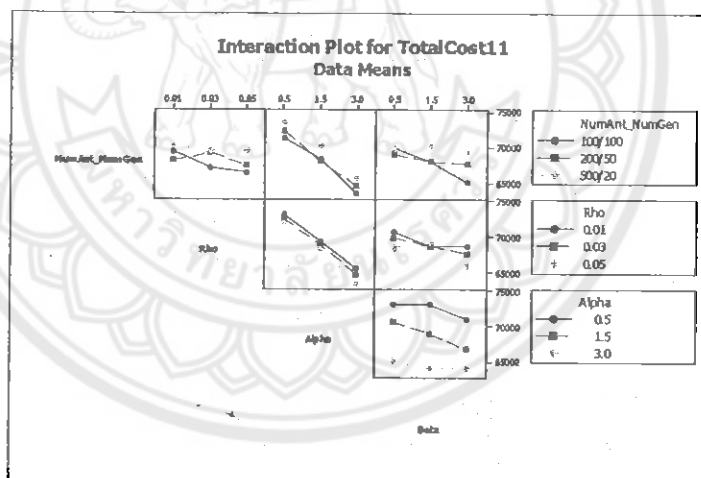 Interaction Plot for TotalCost11
Data Means
0.01 0.03 0.05 0.5 1.5 3.0 0.5 1.5 3.0
NumAnt_NumGen
75000
70000
65000
NumAnt_NumGen
100/100
200/50
500/20
Rho
75000
70000
65000
Rho
0.01
0.03
0.05
Alpha
75000
70000
65000
Alpha
0.5
1.5
3.0
Beta